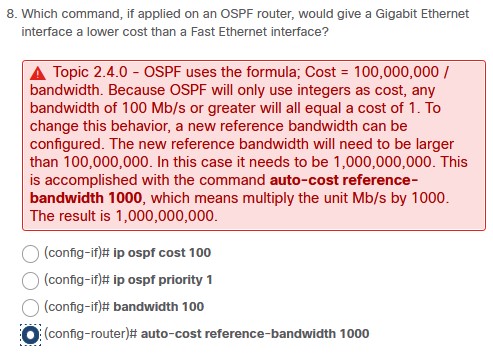 8. Which command, if applied on an OSPF router, would give a Gigabit Ethernet
interface a lower cost than a Fast Ethernet interface?
Topic 2.4.0 - OSPF uses the formula; Cost = 100,000,000 /
bandwidth. Because OSPF will only use integers as cost, any
bandwidth of 100 Mb/s or greater will all equal a cost of 1. To
change this behavior, a new reference bandwidth can be
configured. The new reference bandwidth will need to be larger
than 100,000,000. In this case it needs to be 1,000,000,000. This
is accomplished with the command auto-cost reference-
bandwidth 1000, which means multiply the unit Mb/s by 1000.
The result is 1,000,000,000.
(config-if)# ip ospf cost 100
(config-if)# ip ospf priority 1
(config-if)# bandwidth 100
(config-router)# auto-cost reference-bandwidth 1000